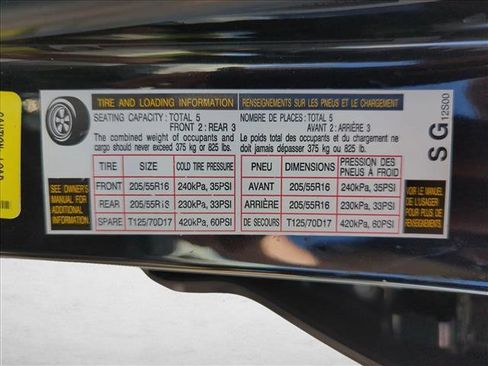 TIRE AND LOADING INFORMATION
SEATING CAPACITY : TOTAL 5
FRONT 2 : REAR 3
The combined weight of occupants and
cargo should never exceed 375 kg or 825 lbs.
TIRE SIZE COLD TIRE PRESSURE
FRONT 205/55R16 240kPa, 35PSI
REAR 205/55R16 230kPa, 33PSI
SPARE T125/70D17 420kPa, 60PSI
SEE OWNER'S
MANUAL FOR
ADDITIONAL
INFORMATION
RENSEIGNEMENTS SUR LES PNEUS ET LE CHARGEMENT
NOMBRE DE PLACES : TOTAL 5
AVANT 2 : ARRIÈRE 3
Le poids total des occupants et du chargement ne
doit jamais dépasser 375 kg ou 825 lb.
PNEU DIMENSIONS PRESSION DES
PNEUS À FROID
AVANT 205/55R16 240kPa, 35PSI
ARRIÈRE 205/55R16 230kPa, 33PSI
DE SECOURS T125/70D17 420kPa, 60PSI
VOIR LE MANUEL
DE L'USAGER
POUR PLUS DE
RENSEIGNEMENTS
SG 12S00